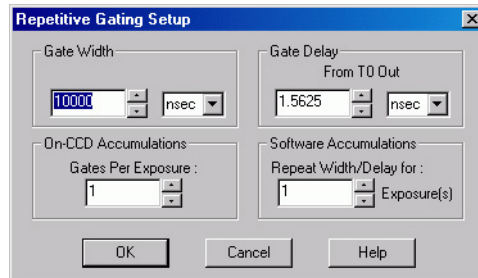 Repetitive Gating Setup
Gate Width
10000
nsec
Gate Delay
From T0 Out
1.5625
nsec
On-CCD Accumulations
Gates Per Exposure :
1
Software Accumulations
Repeat Width/Delay for :
1
Exposure(s)
OK
Cancel
Help